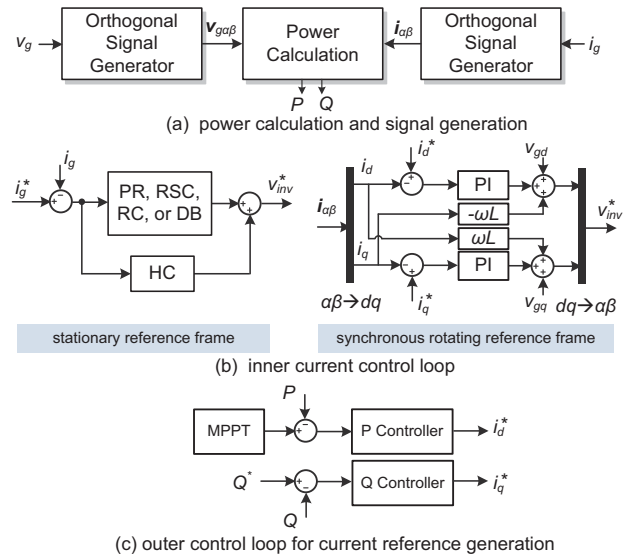 v_g
Orthogonal
Signal
Generator
v_gαβ
Power
Calculation
i_αβ
Orthogonal
Signal
Generator
i_g
P Q
(a) power calculation and signal generation
i_g
i_g*
+
-
PR, RSC,
RC, or DB
HC
+
+
v_inv*
stationary reference frame
i_αβ
αβ→dq
i_d
i_q
i_d*
-
+
-
+
i_q*
PI
-ωL
ωL
PI
v_gd
+
+
+
+
+
+
v_gq
dq→αβ
v_inv*
synchronous rotating reference frame
(b) inner current control loop
P
MPPT
+
-
P Controller
i_d*
Q*
+
-
Q
Q Controller
i_q*
(c) outer control loop for current reference generation